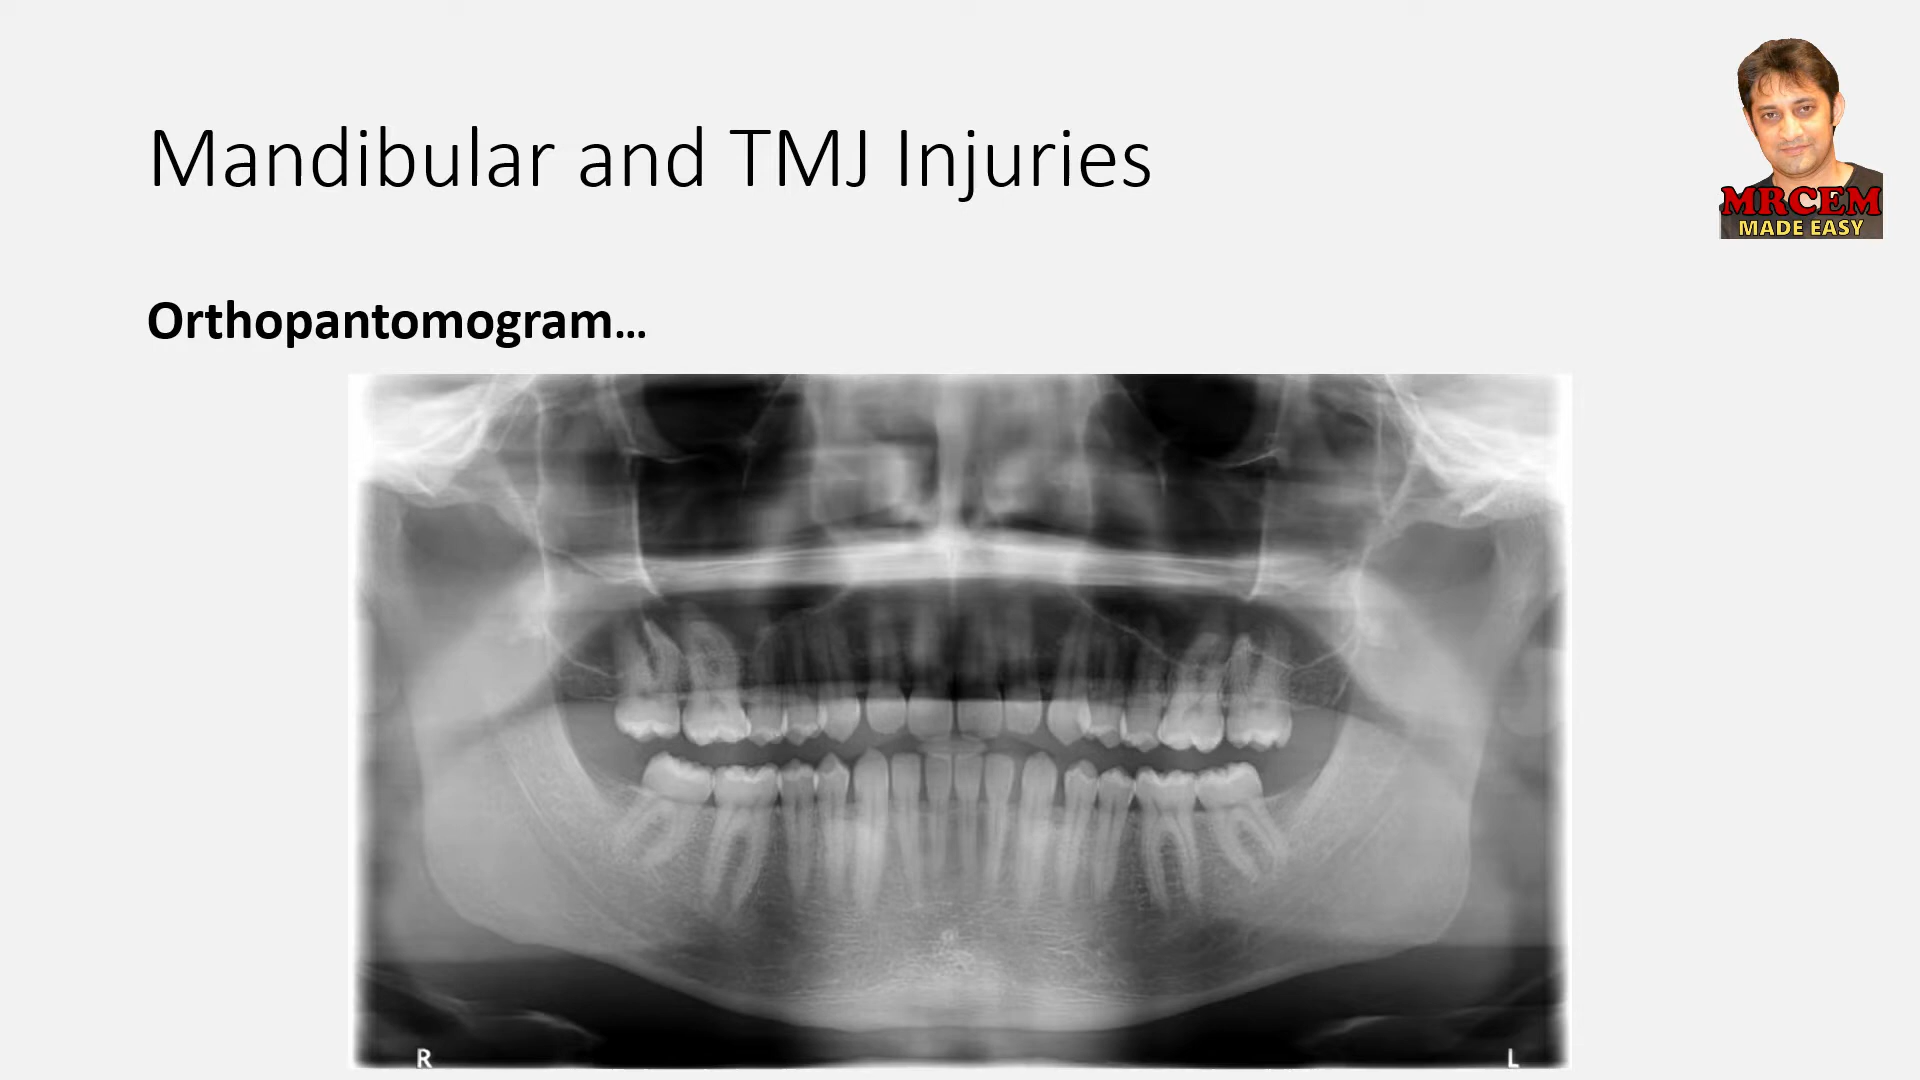 Mandibular and TMJ Injuries
MRCEM
MADE EASY
Orthopantomogram…
R
L